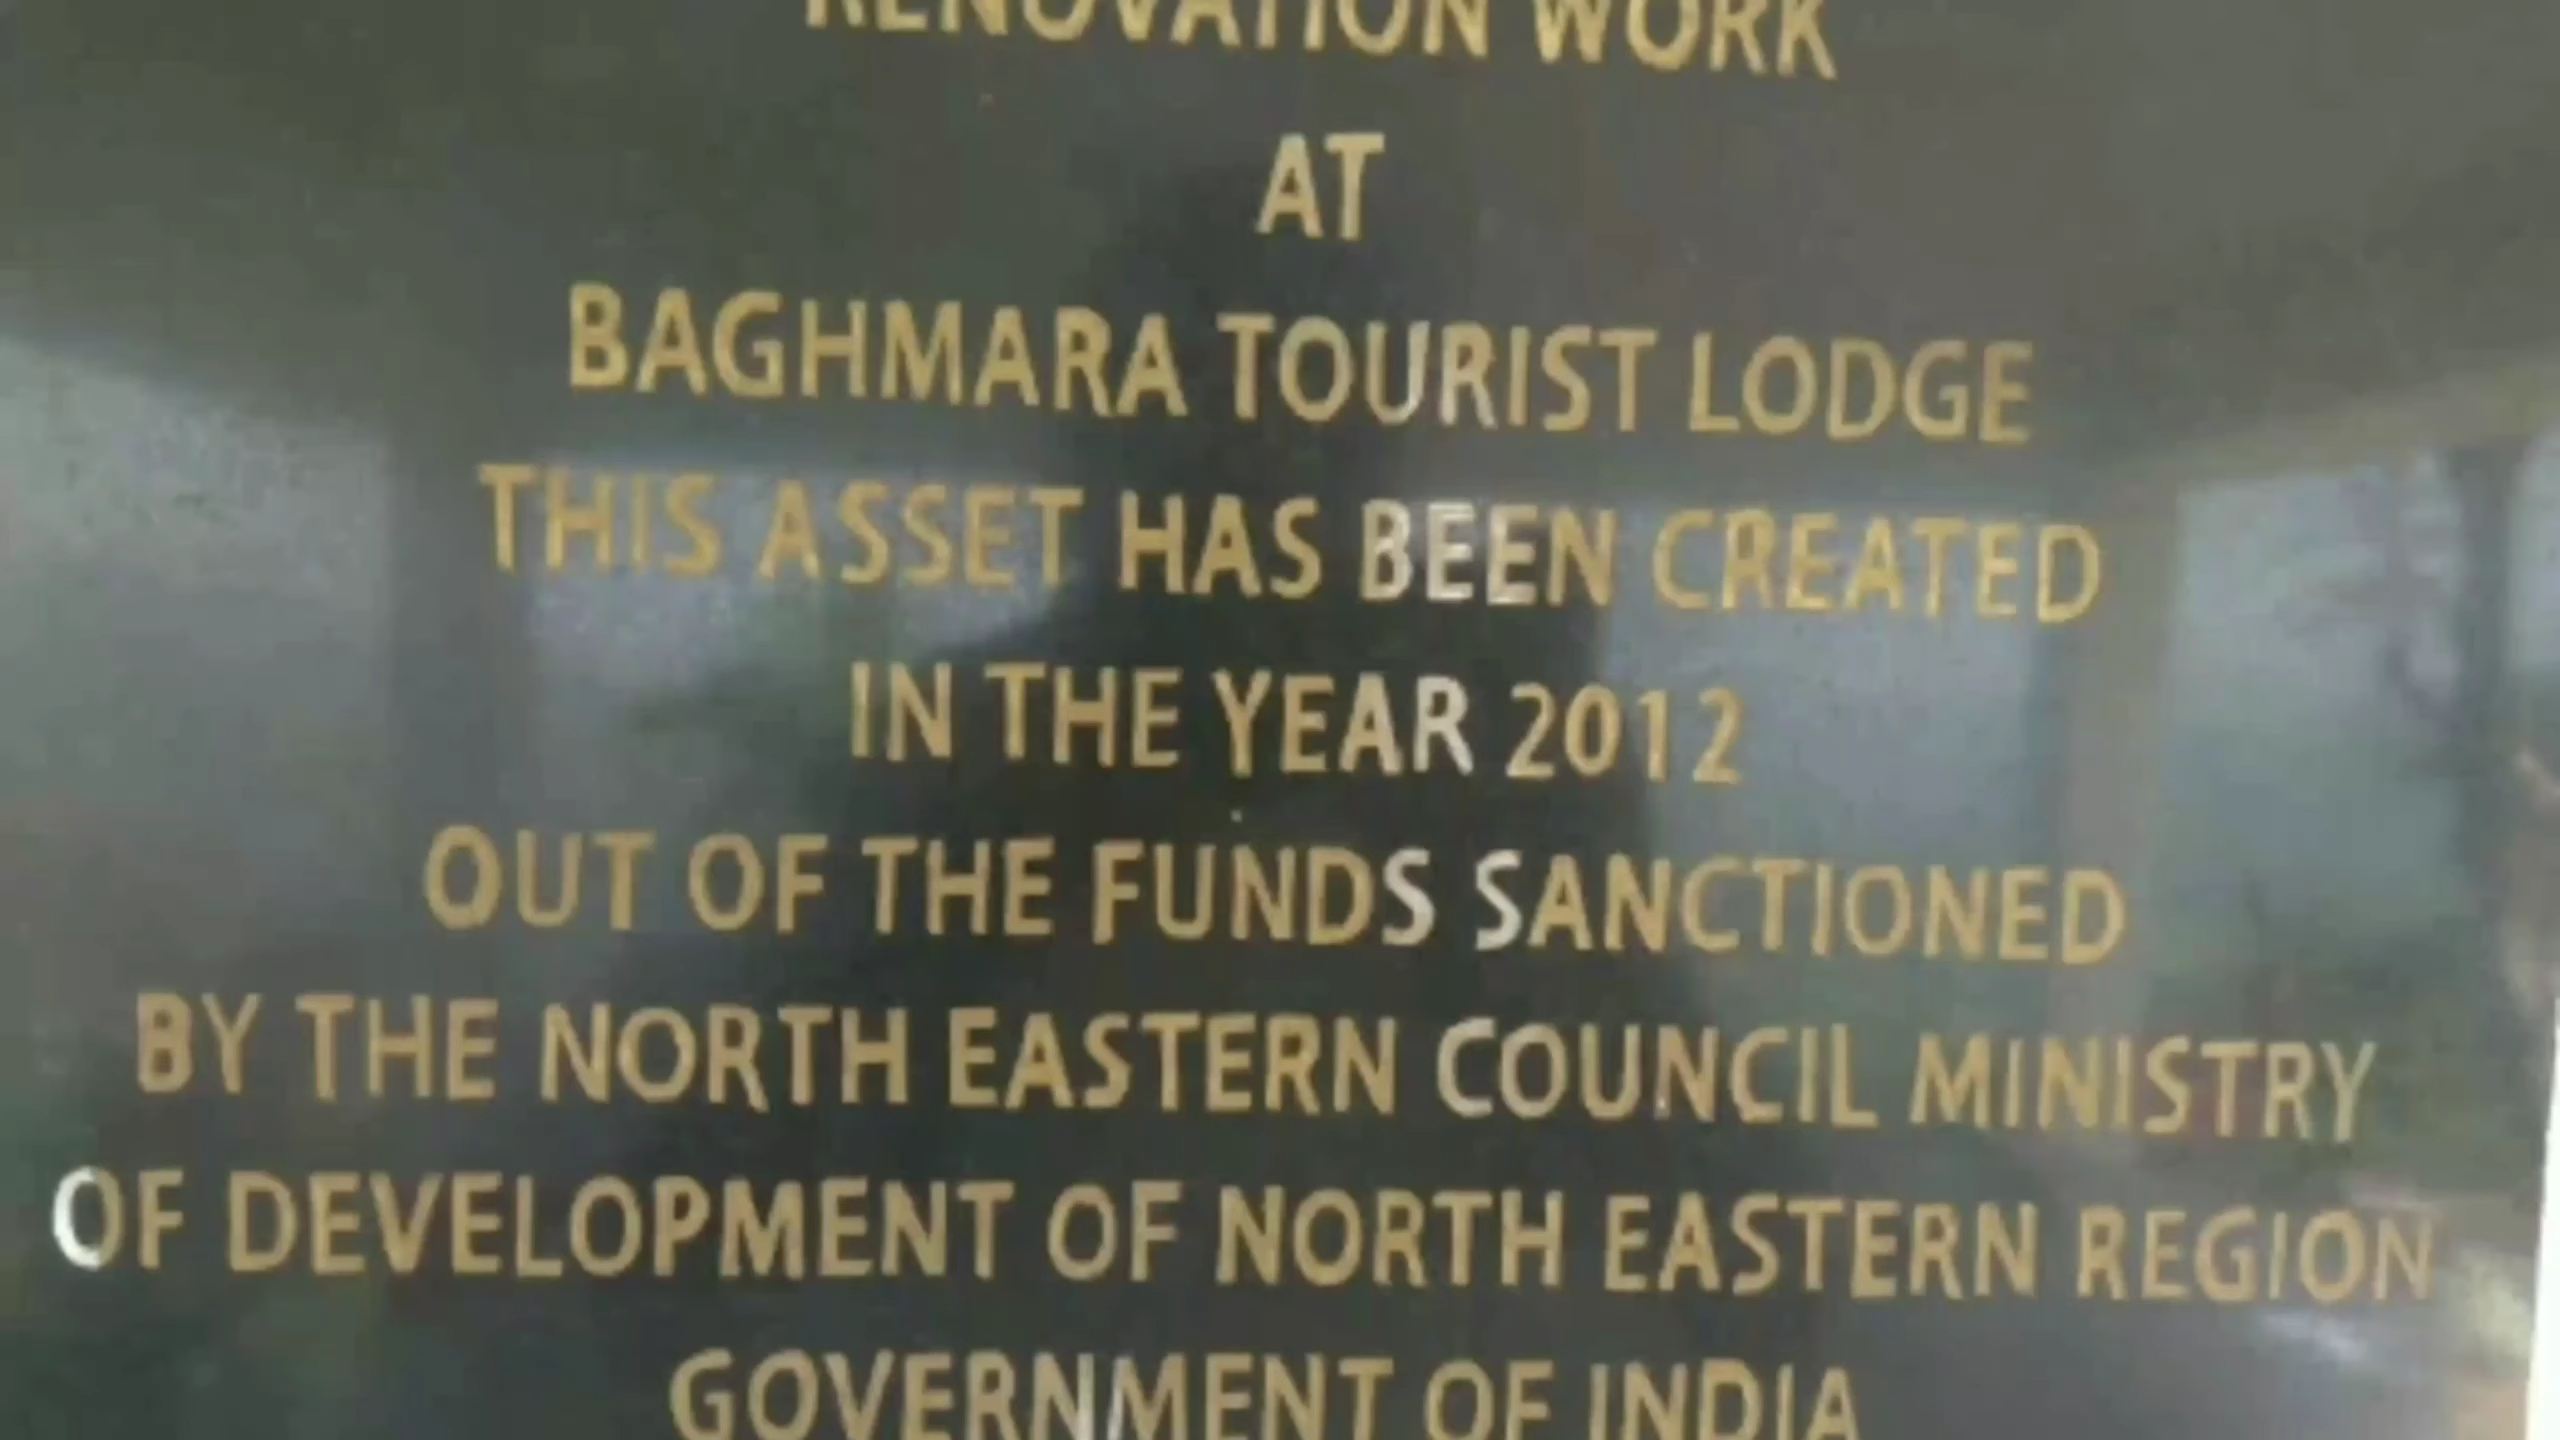 RENOVATION WORK
AT
BAGHMARA TOURIST LODGE
THIS ASSET HAS BEEN CREATED
IN THE YEAR 2012
OUT OF THE FUNDS SANCTIONED
BY THE NORTH EASTERN COUNCIL MINISTRY
OF DEVELOPMENT OF NORTH EASTERN REGION
GOVERNMENT OF INDIA